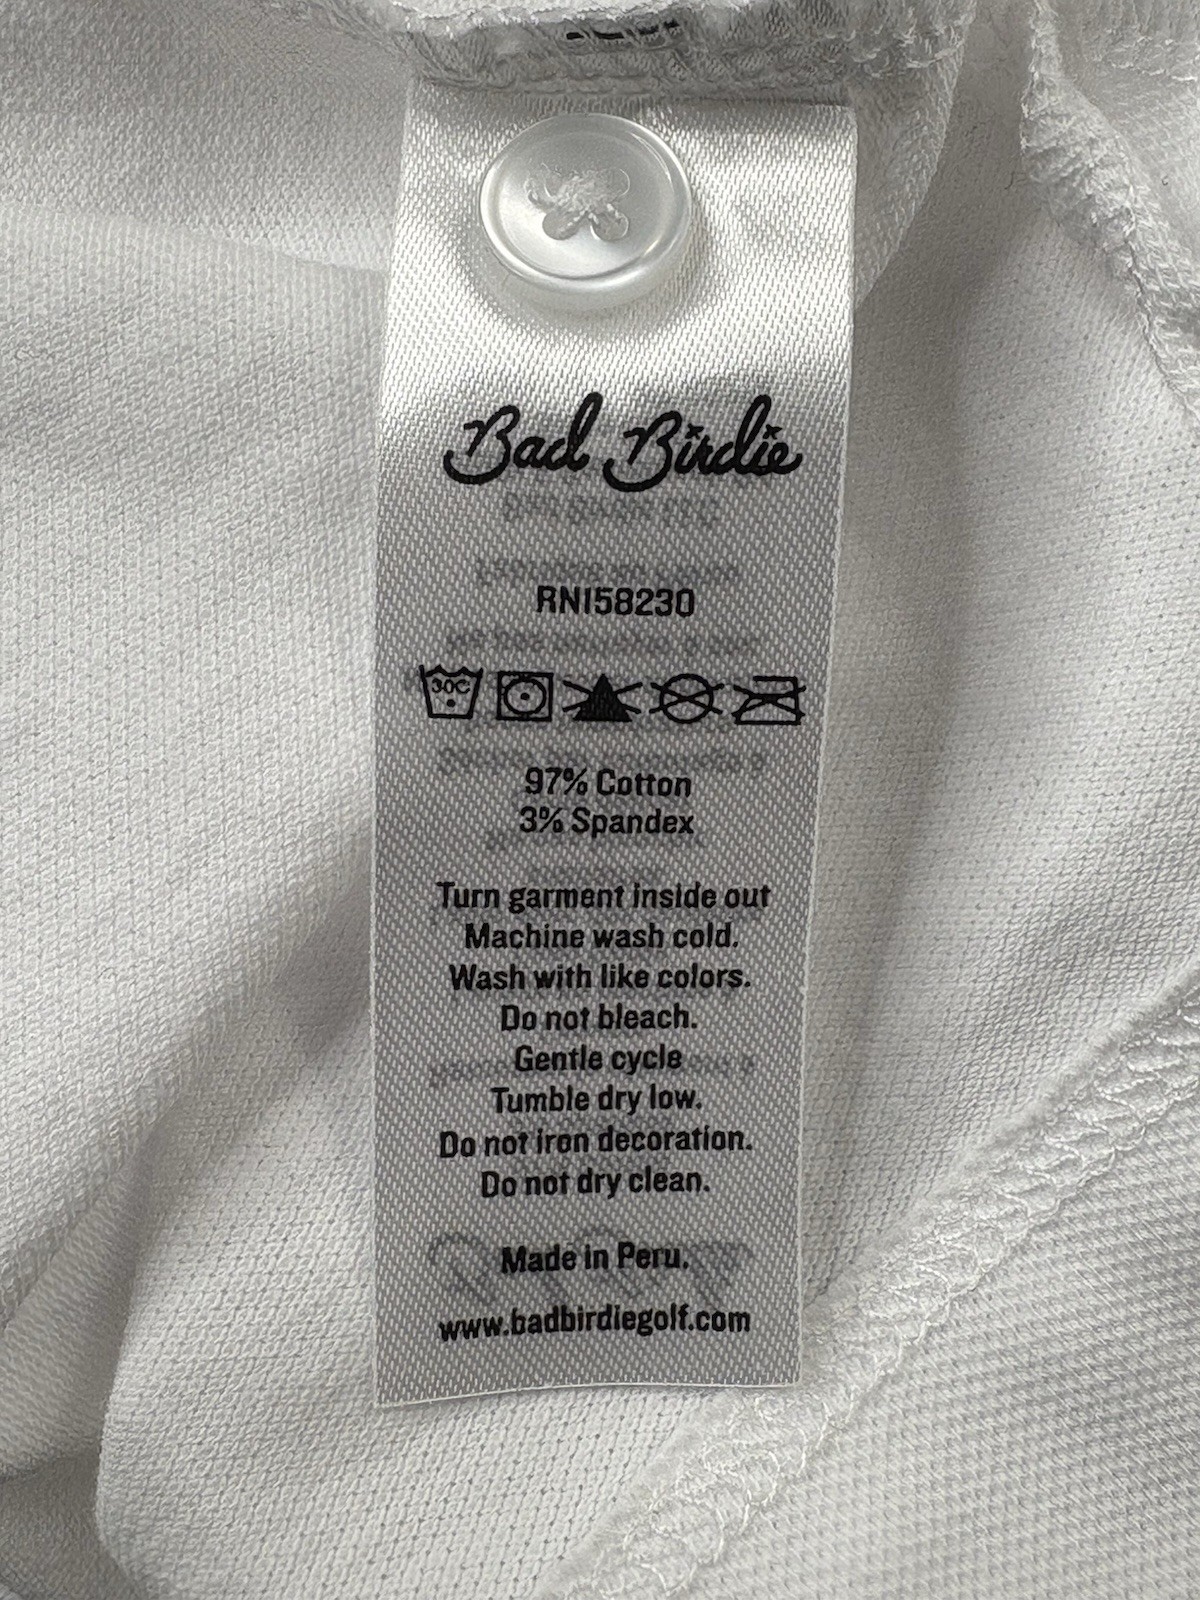 Bad Birdie
RN158230
30C
97% Cotton
3% Spandex
Turn garment inside out
Machine wash cold.
Wash with like colors.
Do not bleach.
Gentle cycle
Tumble dry low.
Do not iron decoration.
Do not dry clean.
Made in Peru.
www.badbirdiegolf.com